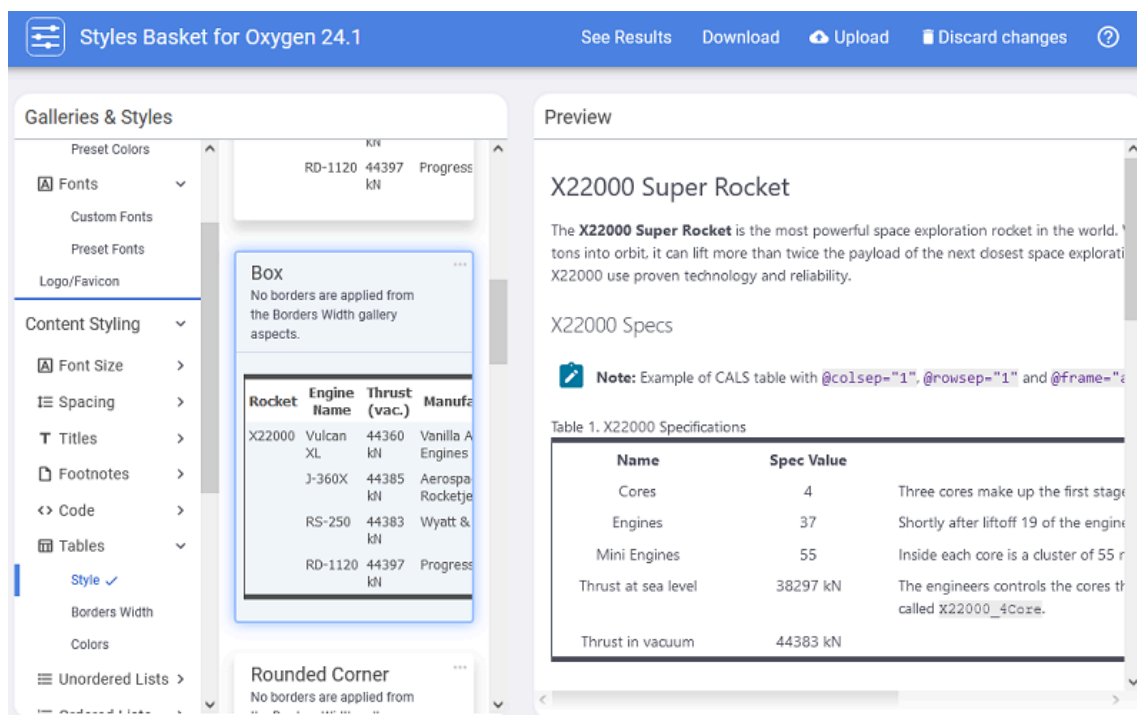 Styles Basket for Oxygen 24.1
See Results
Download
Upload
Discard changes
Galleries & Styles
Preset Colors
Fonts
Custom Fonts
Preset Fonts
Logo/Favicon
Content Styling
Font Size
Spacing
Titles
Footnotes
Code
Tables
Style
Borders Width
Colors
Unordered Lists
kN
RD-1120 44397 Progress
kN
Box
No borders are applied from
the Borders Width gallery
aspects.
Rocket Engine Name Thrust (vac.) Manufa
X22000 Vulcan XL 44360 kN Vanilla A Engines
J-360X 44385 kN Aerospa Rocketje
RS-250 44383 kN Wyatt &
RD-1120 44397 kN Progress
Rounded Corner
No borders are applied from
Preview
X22000 Super Rocket
The X22000 Super Rocket is the most powerful space exploration rocket in the world.
tons into orbit, it can lift more than twice the payload of the next closest space explorati
X22000 use proven technology and reliability.
X22000 Specs
Note: Example of CALS table with @colsep="1", @rowsep="1" and @frame="a
Table 1. X22000 Specifications
Name Spec Value
Cores 4 Three cores make up the first stage
Engines 37 Shortly after liftoff 19 of the engine
Mini Engines 55 Inside each core is a cluster of 55 r
Thrust at sea level 38297 kN The engineers controls the cores th
called X22000_4Core.
Thrust in vacuum 44383 kN